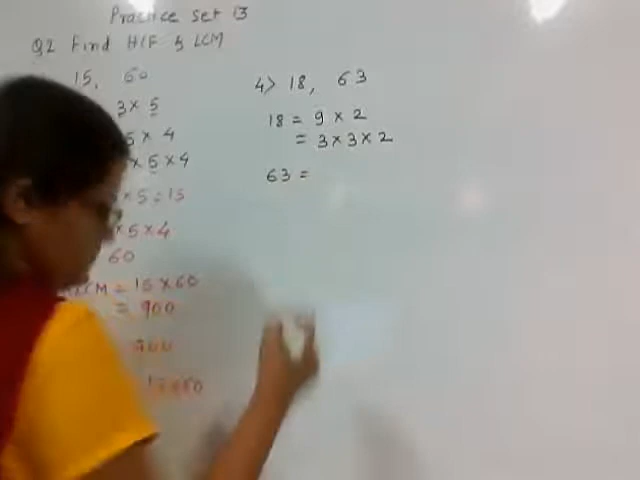 Practice Set 13
Q2 Find HCF & LCM
15, 60
3 × 5
5 × 4
× 5 × 4
× 5 = 15
× 5 × 4
60
LCM = 15 × 60
= 900
900
4> 18, 63
18 = 9 × 2
= 3 × 3 × 2
63 =